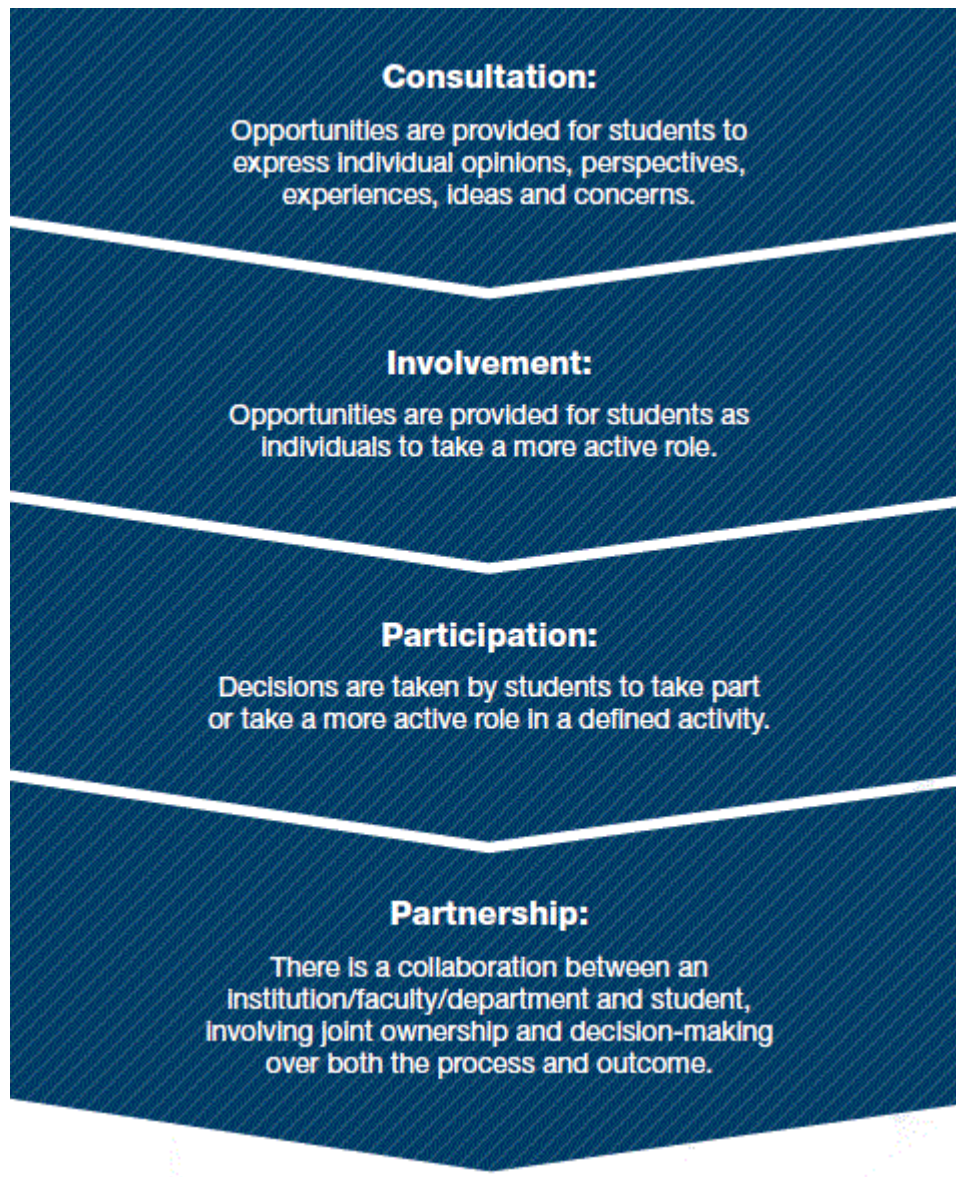 Consultation:
Opportunities are provided for students to
express individual opinions, perspectives,
experiences, ideas and concerns.
Involvement:
Opportunities are provided for students as
individuals to take a more active role.
Participation:
Decisions are taken by students to take part
or take a more active role in a defined activity.
Partnership:
There is a collaboration between an
institution/faculty/department and student,
involving joint ownership and decision-making
over both the process and outcome.